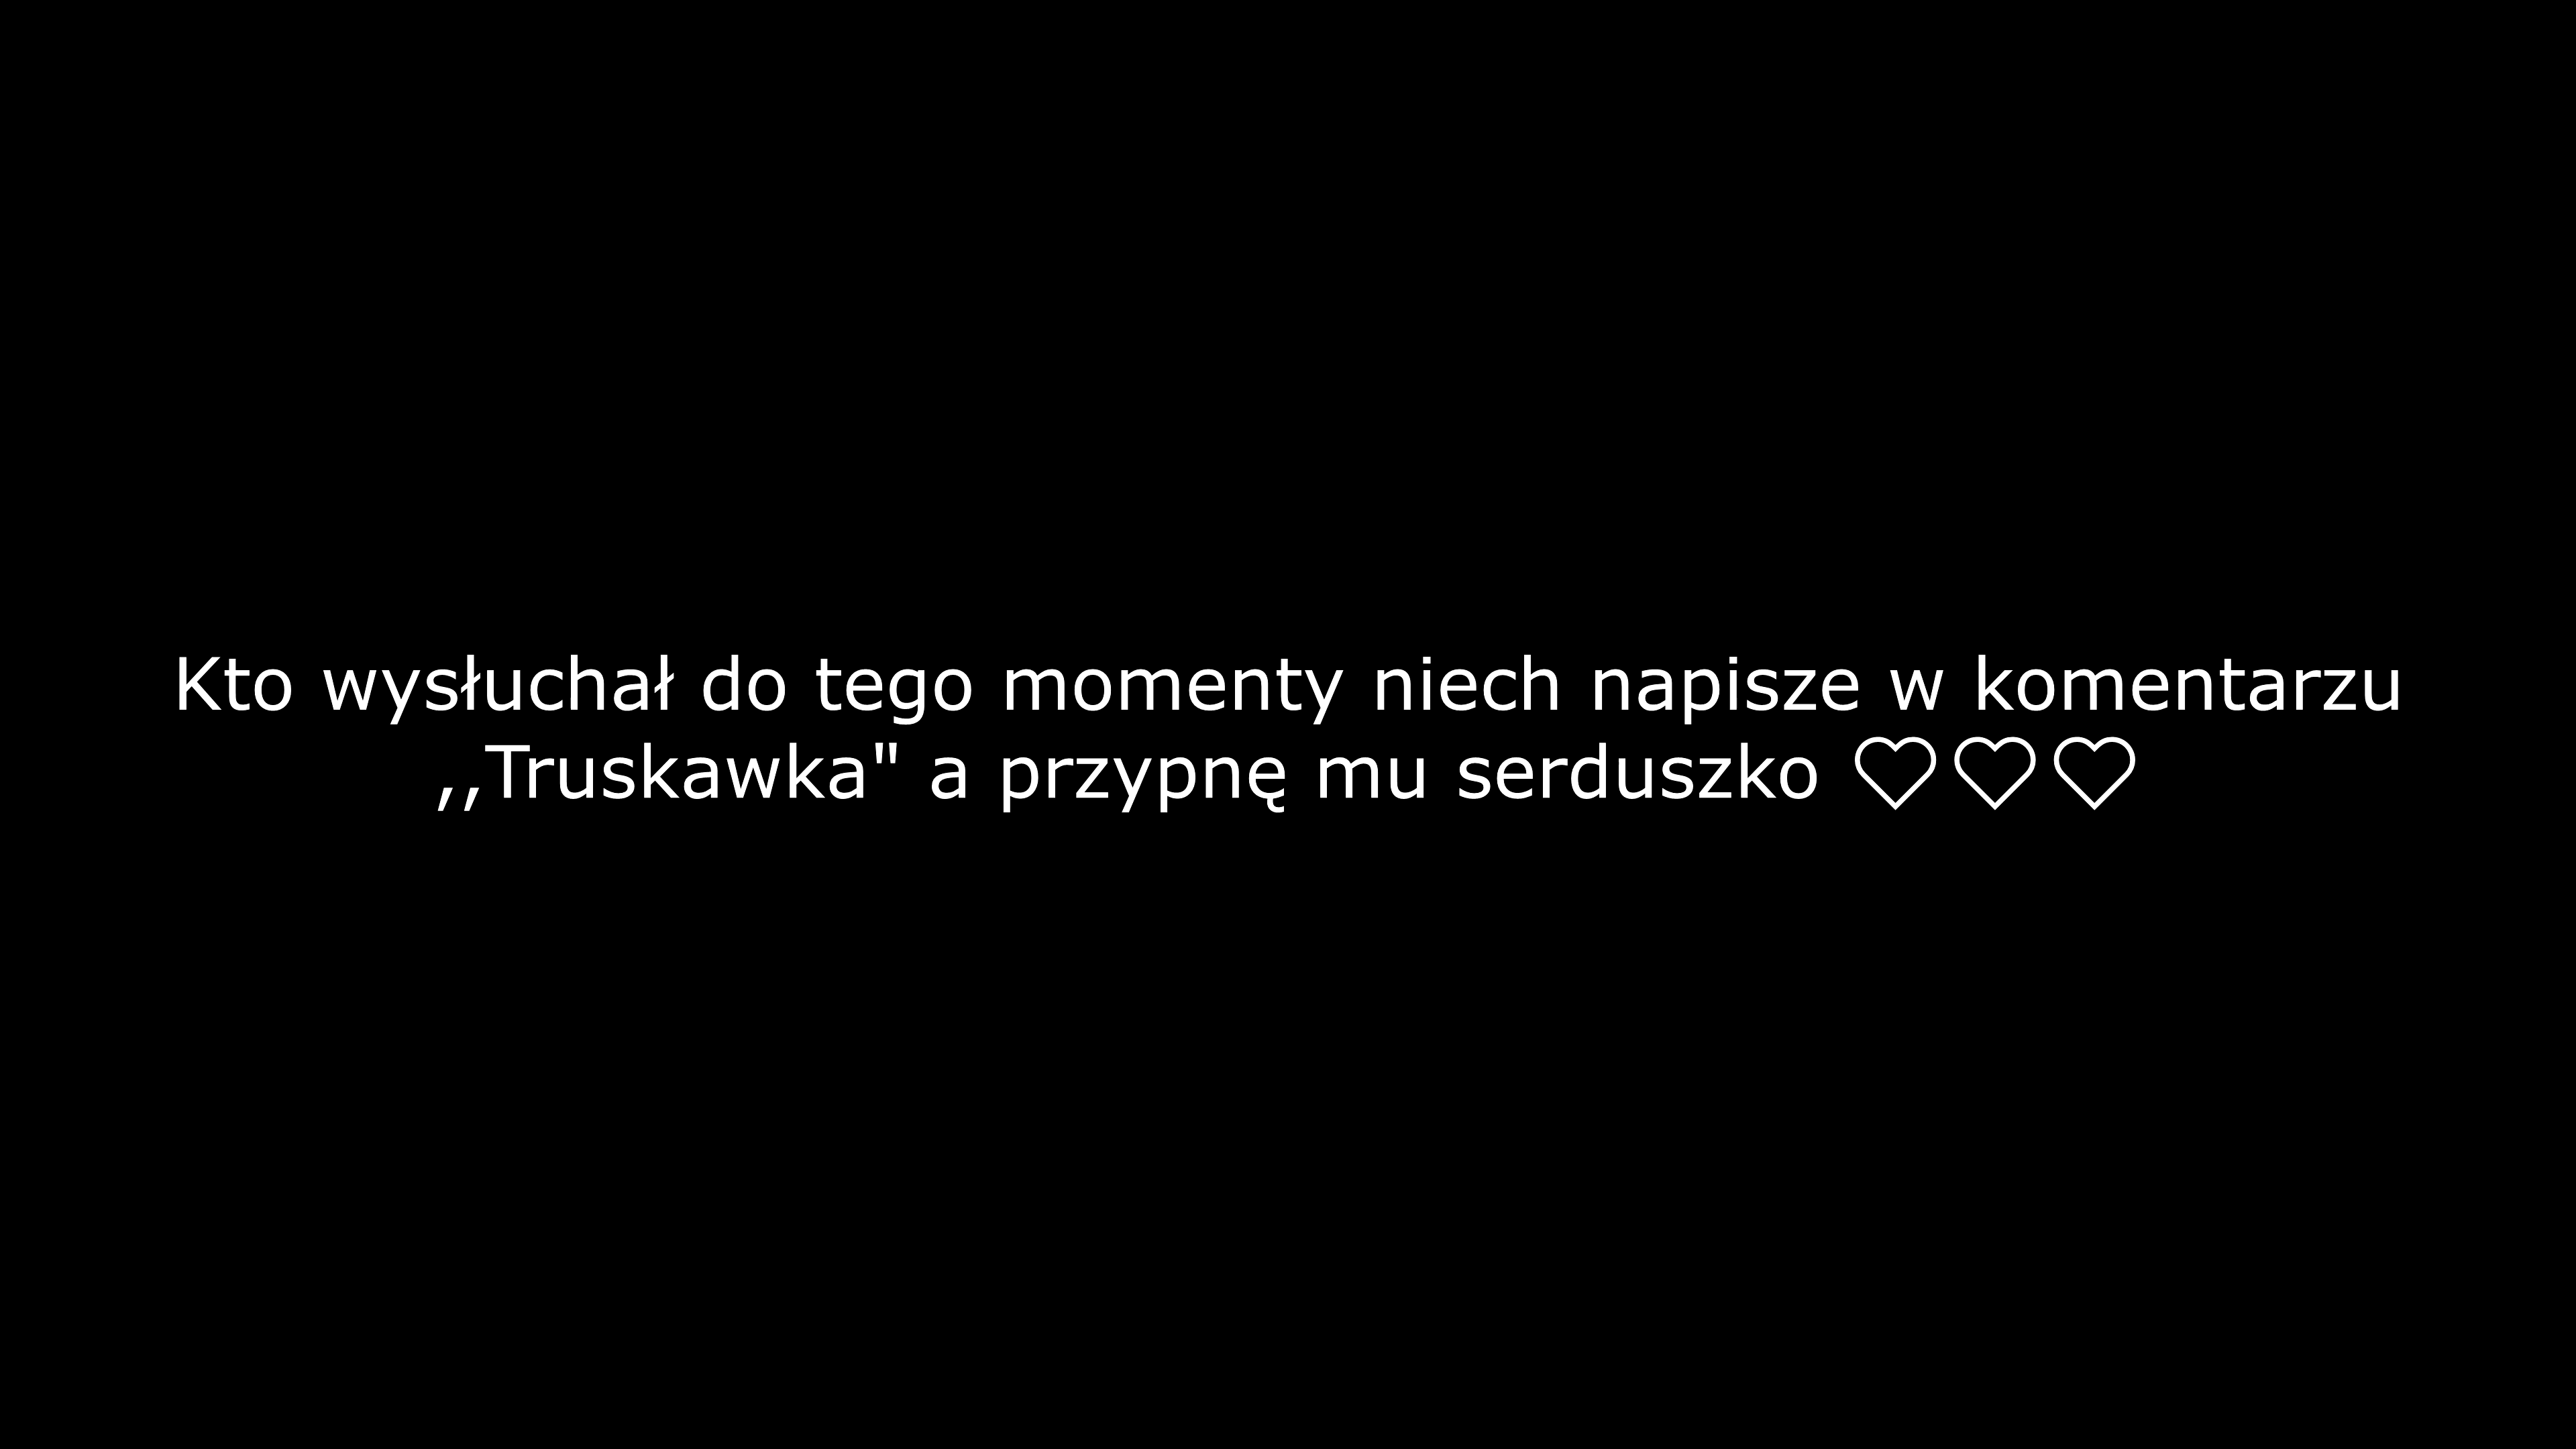 Kto wysłuchał do tego momenty niech napisze w komentarzu
,,Truskawka" a przypnę mu serduszko ♡♡♡